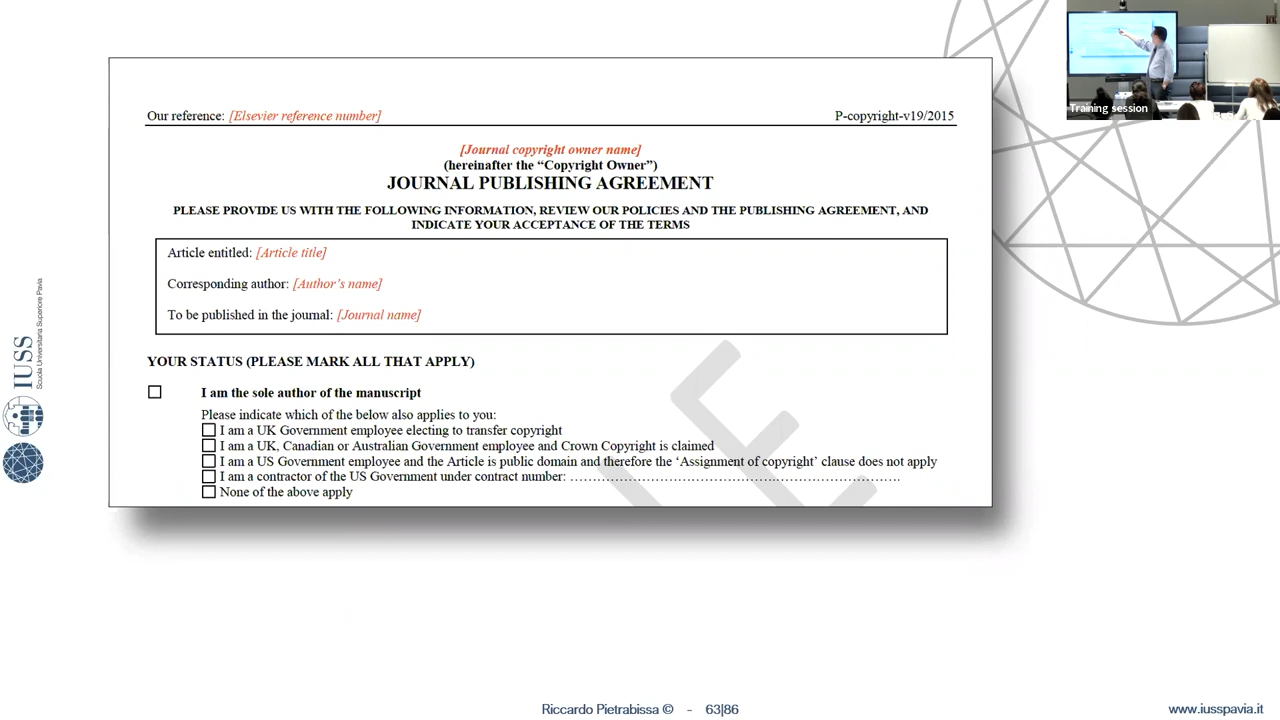 Our reference: [Elsevier reference number]
P-copyright-v19/2015
[Journal copyright owner name]
(hereinafter the “Copyright Owner”)
JOURNAL PUBLISHING AGREEMENT
PLEASE PROVIDE US WITH THE FOLLOWING INFORMATION, REVIEW OUR POLICIES AND THE PUBLISHING AGREEMENT, AND
INDICATE YOUR ACCEPTANCE OF THE TERMS
Article entitled: [Article title]
Corresponding author: [Author’s name]
To be published in the journal: [Journal name]
YOUR STATUS (PLEASE MARK ALL THAT APPLY)
I am the sole author of the manuscript
Please indicate which of the below also applies to you:
I am a UK Government employee electing to transfer copyright
I am a UK, Canadian or Australian Government employee and Crown Copyright is claimed
I am a US Government employee and the Article is public domain and therefore the ‘Assignment of copyright’ clause does not apply
I am a contractor of the US Government under contract number: ……………………………………………………………………….
None of the above apply
Training session
IUSS
Scuola Universitaria Superiore Pavia
Riccardo Pietrabissa © - 63|86
www.iusspavia.it